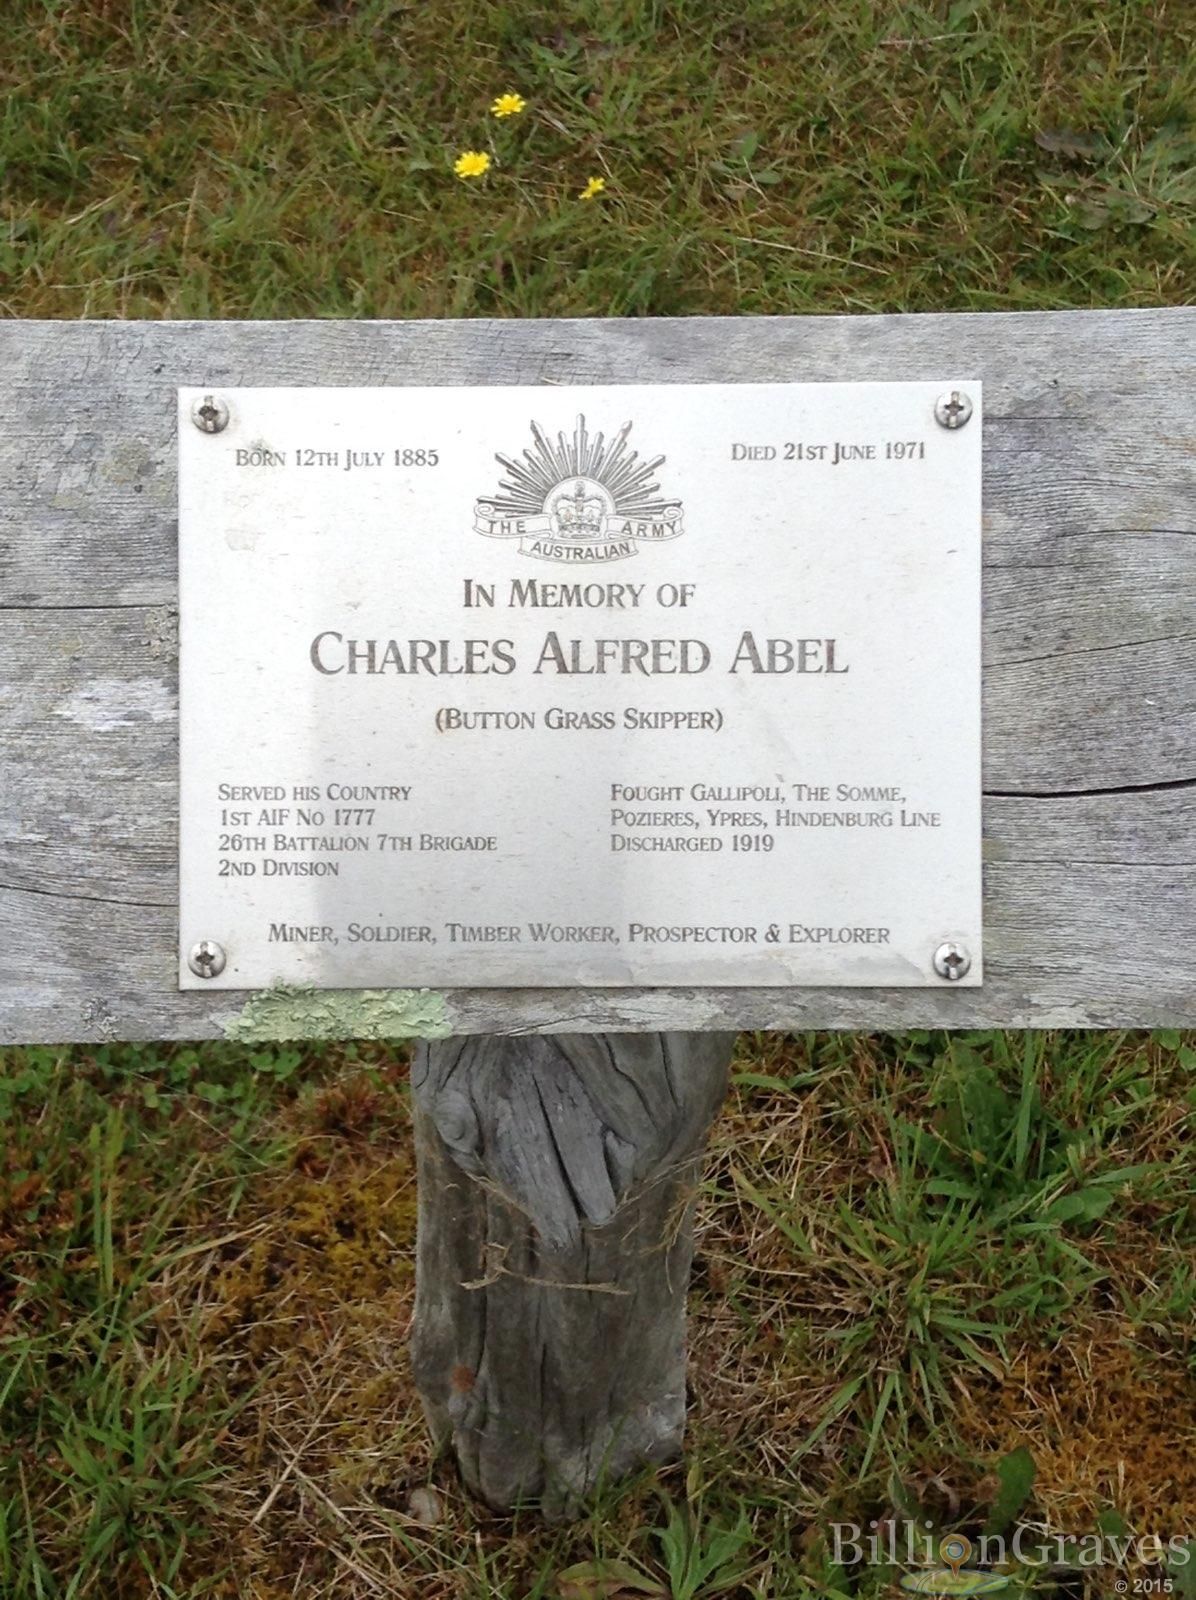 Born 12th July 1885
Died 21st June 1971
THE AUSTRALIAN ARMY
In Memory of
Charles Alfred Abel
(Button Grass Skipper)
Served his Country
1st AIF No 1777
26th Battalion 7th Brigade
2nd Division
Fought Gallipoli, The Somme,
Pozieres, Ypres, Hindenburg Line
Discharged 1919
Miner, Soldier, Timber Worker, Prospector & Explorer
BillionGraves
© 2015